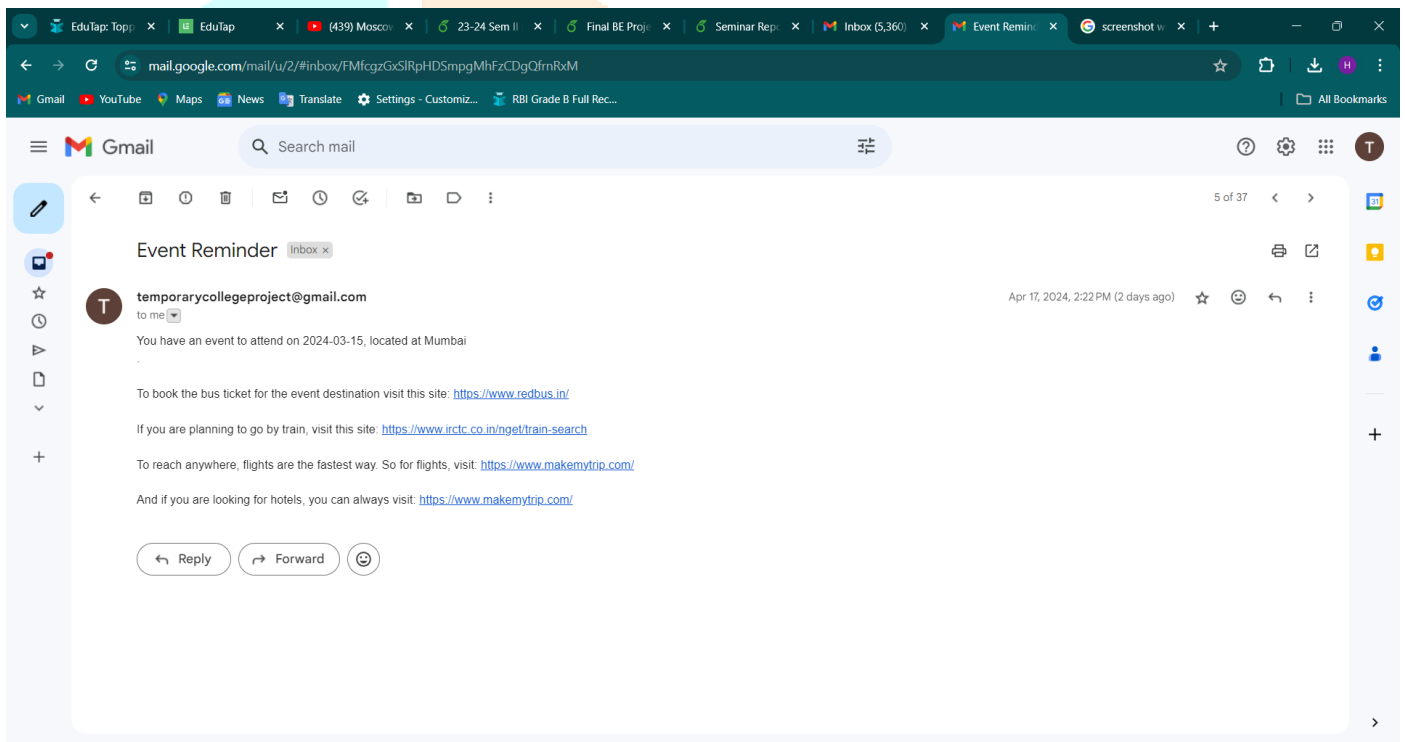 EduTap: Topp
EduTap
(439) Moscow
23-24 Sem II
Final BE Proje
Seminar Repo
Inbox (5,360)
Event Remind
screenshot w
mail.google.com/mail/u/2/#inbox/FMfcgzGxSlRpHDSmpgMhFzCDgQfrnRxM
H
Gmail
YouTube
Maps
News
Translate
Settings - Customiz...
RBI Grade B Full Rec...
All Bookmarks
Gmail
Search mail
T
5 of 37
31
Event Reminder
Inbox ×
T
temporarycollegeproject@gmail.com
Apr 17, 2024, 2:22 PM (2 days ago)
to me
You have an event to attend on 2024-03-15, located at Mumbai
.
To book the bus ticket for the event destination visit this site: https://www.redbus.in/
If you are planning to go by train, visit this site: https://www.irctc.co.in/nget/train-search
To reach anywhere, flights are the fastest way. So for flights, visit: https://www.makemytrip.com/
And if you are looking for hotels, you can always visit: https://www.makemytrip.com/
Reply
Forward